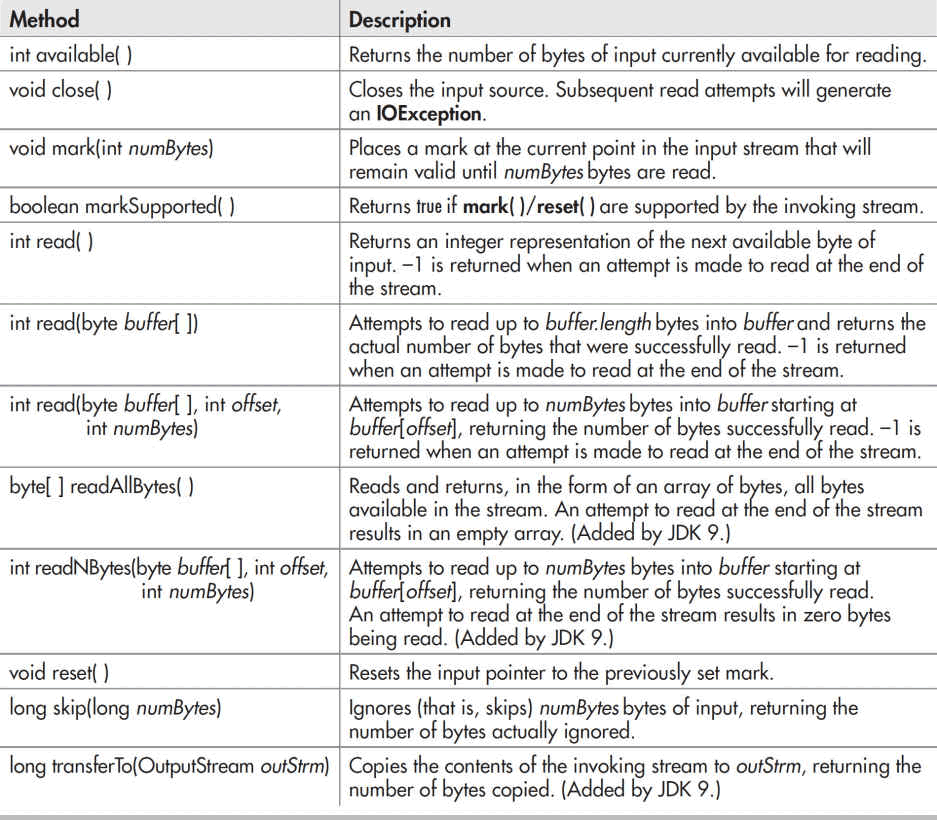 Method Description
int available( ) Returns the number of bytes of input currently available for reading.
void close( ) Closes the input source. Subsequent read attempts will generate
an IOException.
void mark(int numBytes) Places a mark at the current point in the input stream that will
remain valid until numBytes bytes are read.
boolean markSupported( ) Returns true if mark( )/reset( ) are supported by the invoking stream.
int read( ) Returns an integer representation of the next available byte of
input. –1 is returned when an attempt is made to read at the end of
the stream.
int read(byte buffer[ ]) Attempts to read up to buffer.length bytes into buffer and returns the
actual number of bytes that were successfully read. –1 is returned
when an attempt is made to read at the end of the stream.
int read(byte buffer[ ], int offset, Attempts to read up to numBytes bytes into buffer starting at
int numBytes) buffer[offset], returning the number of bytes successfully read. –1 is
returned when an attempt is made to read at the end of the stream.
byte[ ] readAllBytes( ) Reads and returns, in the form of an array of bytes, all bytes
available in the stream. An attempt to read at the end of the stream
results in an empty array. (Added by JDK 9.)
int readNBytes(byte buffer[ ], int offset, Attempts to read up to numBytes bytes into buffer starting at
int numBytes) buffer[offset], returning the number of bytes successfully read.
An attempt to read at the end of the stream results in zero bytes
being read. (Added by JDK 9.)
void reset( ) Resets the input pointer to the previously set mark.
long skip(long numBytes) Ignores (that is, skips) numBytes bytes of input, returning the
number of bytes actually ignored.
long transferTo(OutputStream outStrm) Copies the contents of the invoking stream to outStrm, returning the
number of bytes copied. (Added by JDK 9.)